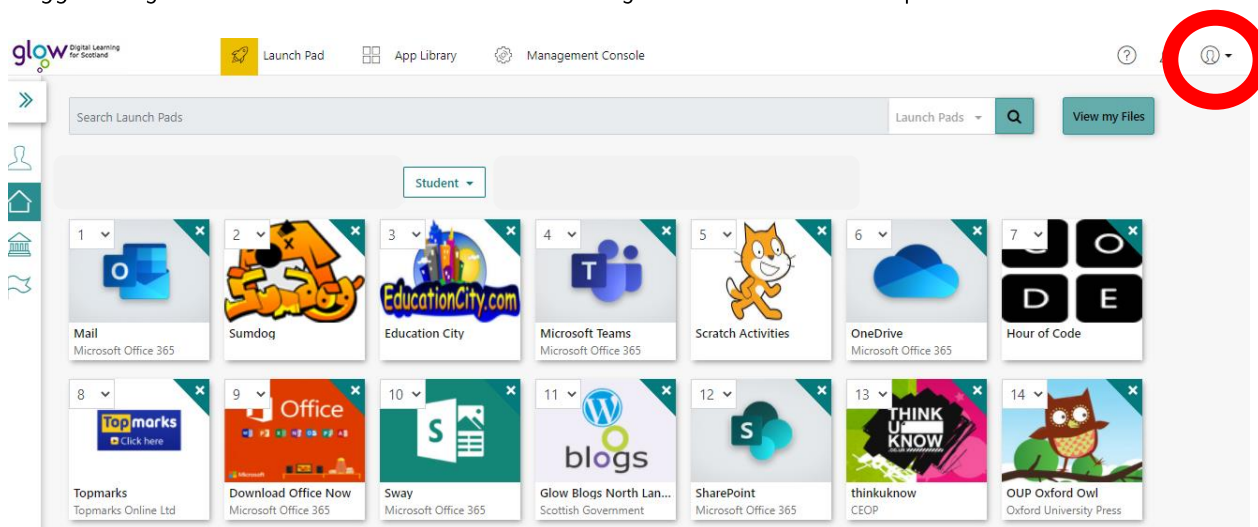 glow Digital Learning
for Scotland
Launch Pad
App Library
Management Console
?
Search Launch Pads
Launch Pads
View my Files
Student
1
O
Mail
Microsoft Office 365
2
Sumdog
Sumdog
3
EducationCity.com
Education City
4
T
Microsoft Teams
Microsoft Office 365
5
Scratch Activities
6
OneDrive
Microsoft Office 365
7
C O
D E
Hour of Code
8
Topmarks
Click here
Topmarks
Topmarks Online Ltd
9
Office
Microsoft
Download Office Now
Microsoft Office 365
10
S
Sway
Microsoft Office 365
11
W
blogs
Glow Blogs North Lan...
Scottish Government
12
S
SharePoint
Microsoft Office 365
13
THINK
U
KNOW
.co.uk
thinkuknow
CEOP
14
OUP Oxford Owl
Oxford University Press